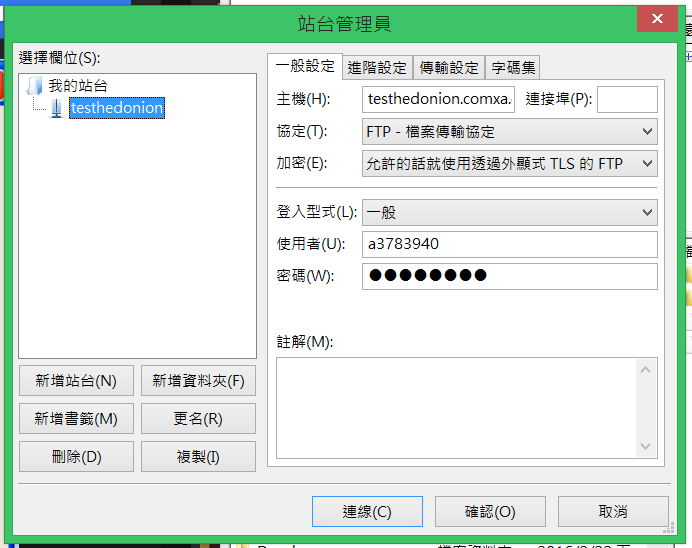 站台管理員
選擇欄位(S):
我的站台
testhedonion
新增站台(N) 新增資料夾(F)
新增書籤(M) 更名(R)
刪除(D) 複製(I)
一般設定 進階設定 傳輸設定 字碼集
主機(H): testhedonion.comxa. 連接埠(P):
協定(T): FTP - 檔案傳輸協定
加密(E): 允許的話就使用透過外顯式 TLS 的 FTP
登入型式(L): 一般
使用者(U): a3783940
密碼(W): ●●●●●●●●
註解(M):
連線(C) 確認(O) 取消